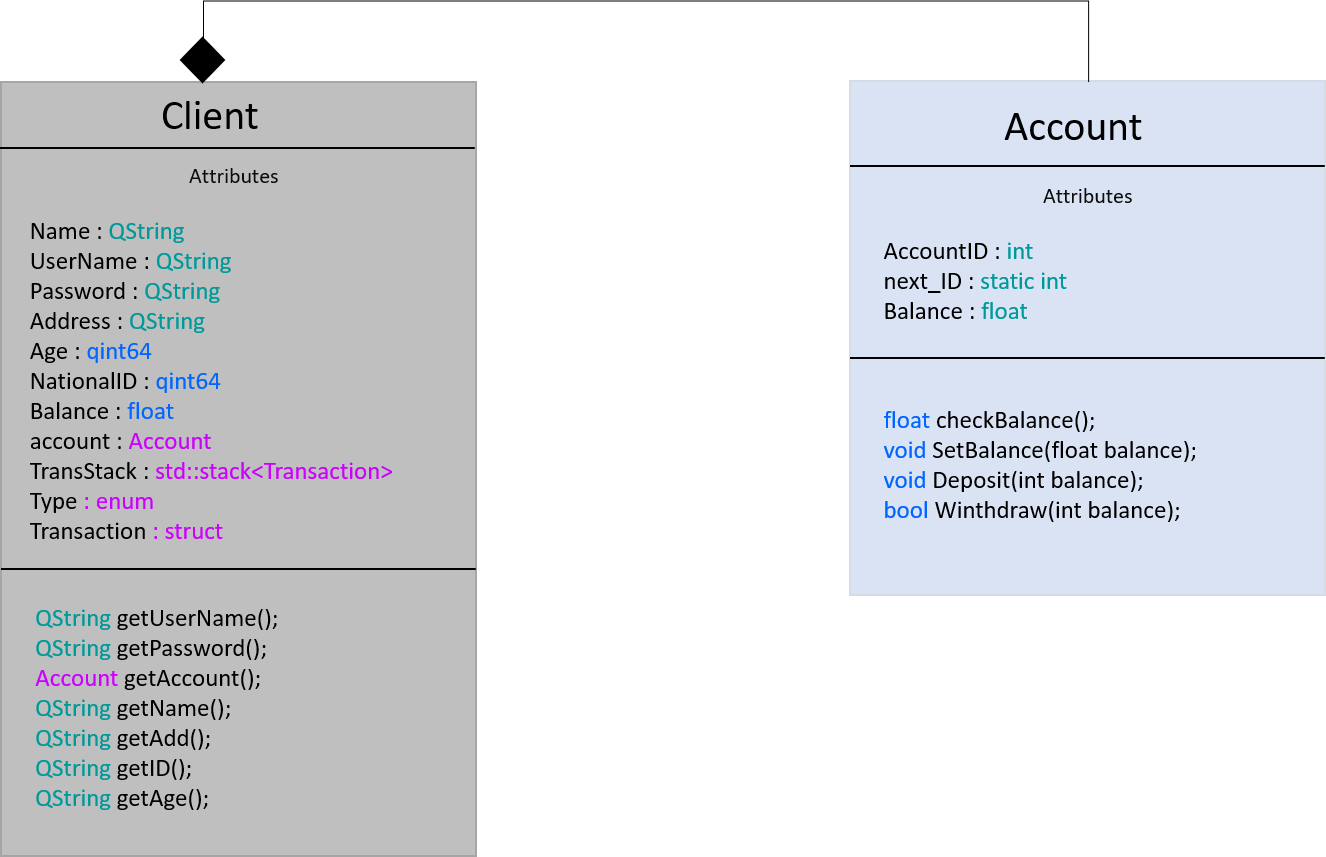 Client
Attributes
Name : QString
UserName : QString
Password : QString
Address : QString
Age : qint64
NationalID : qint64
Balance : float
account : Account
TransStack : std::stack<Transaction>
Type : enum
Transaction : struct
QString getUserName();
QString getPassword();
Account getAccount();
QString getName();
QString getAdd();
QString getID();
QString getAge();
Account
Attributes
AccountID : int
next_ID : static int
Balance : float
float checkBalance();
void SetBalance(float balance);
void Deposit(int balance);
bool Winthdraw(int balance);